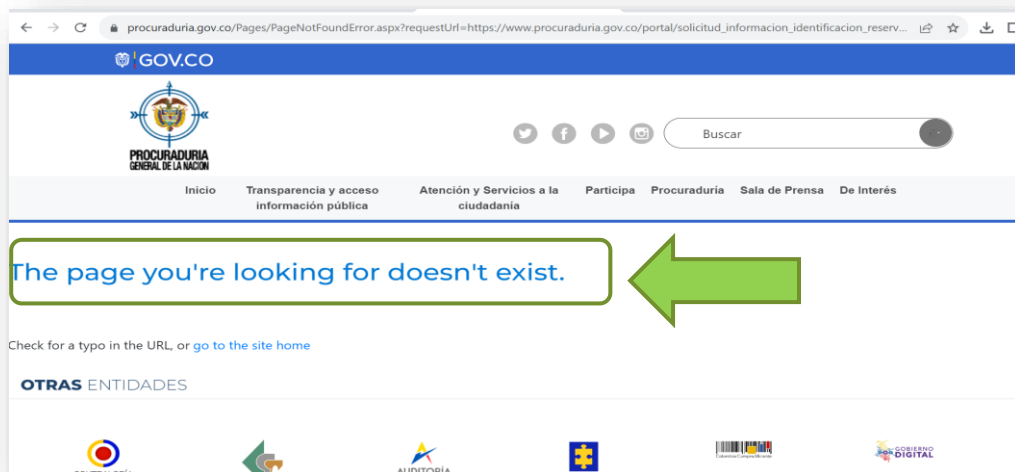 procuraduria.gov.co/Pages/PageNotFoundError.aspx?requestUrl=https://www.procuraduria.gov.co/portal/solicitud_informacion_identificacion_reserv...
GOV.CO
PROCURADURIA
GENERAL DE LA NACION
Buscar
Inicio Transparencia y acceso información pública Atención y Servicios a la ciudadania Participa Procuraduría Sala de Prensa De Interés
The page you're looking for doesn't exist.
Check for a typo in the URL, or go to the site home
OTRAS ENTIDADES
AUDITORÍA
GOBIERNO
DIGITAL